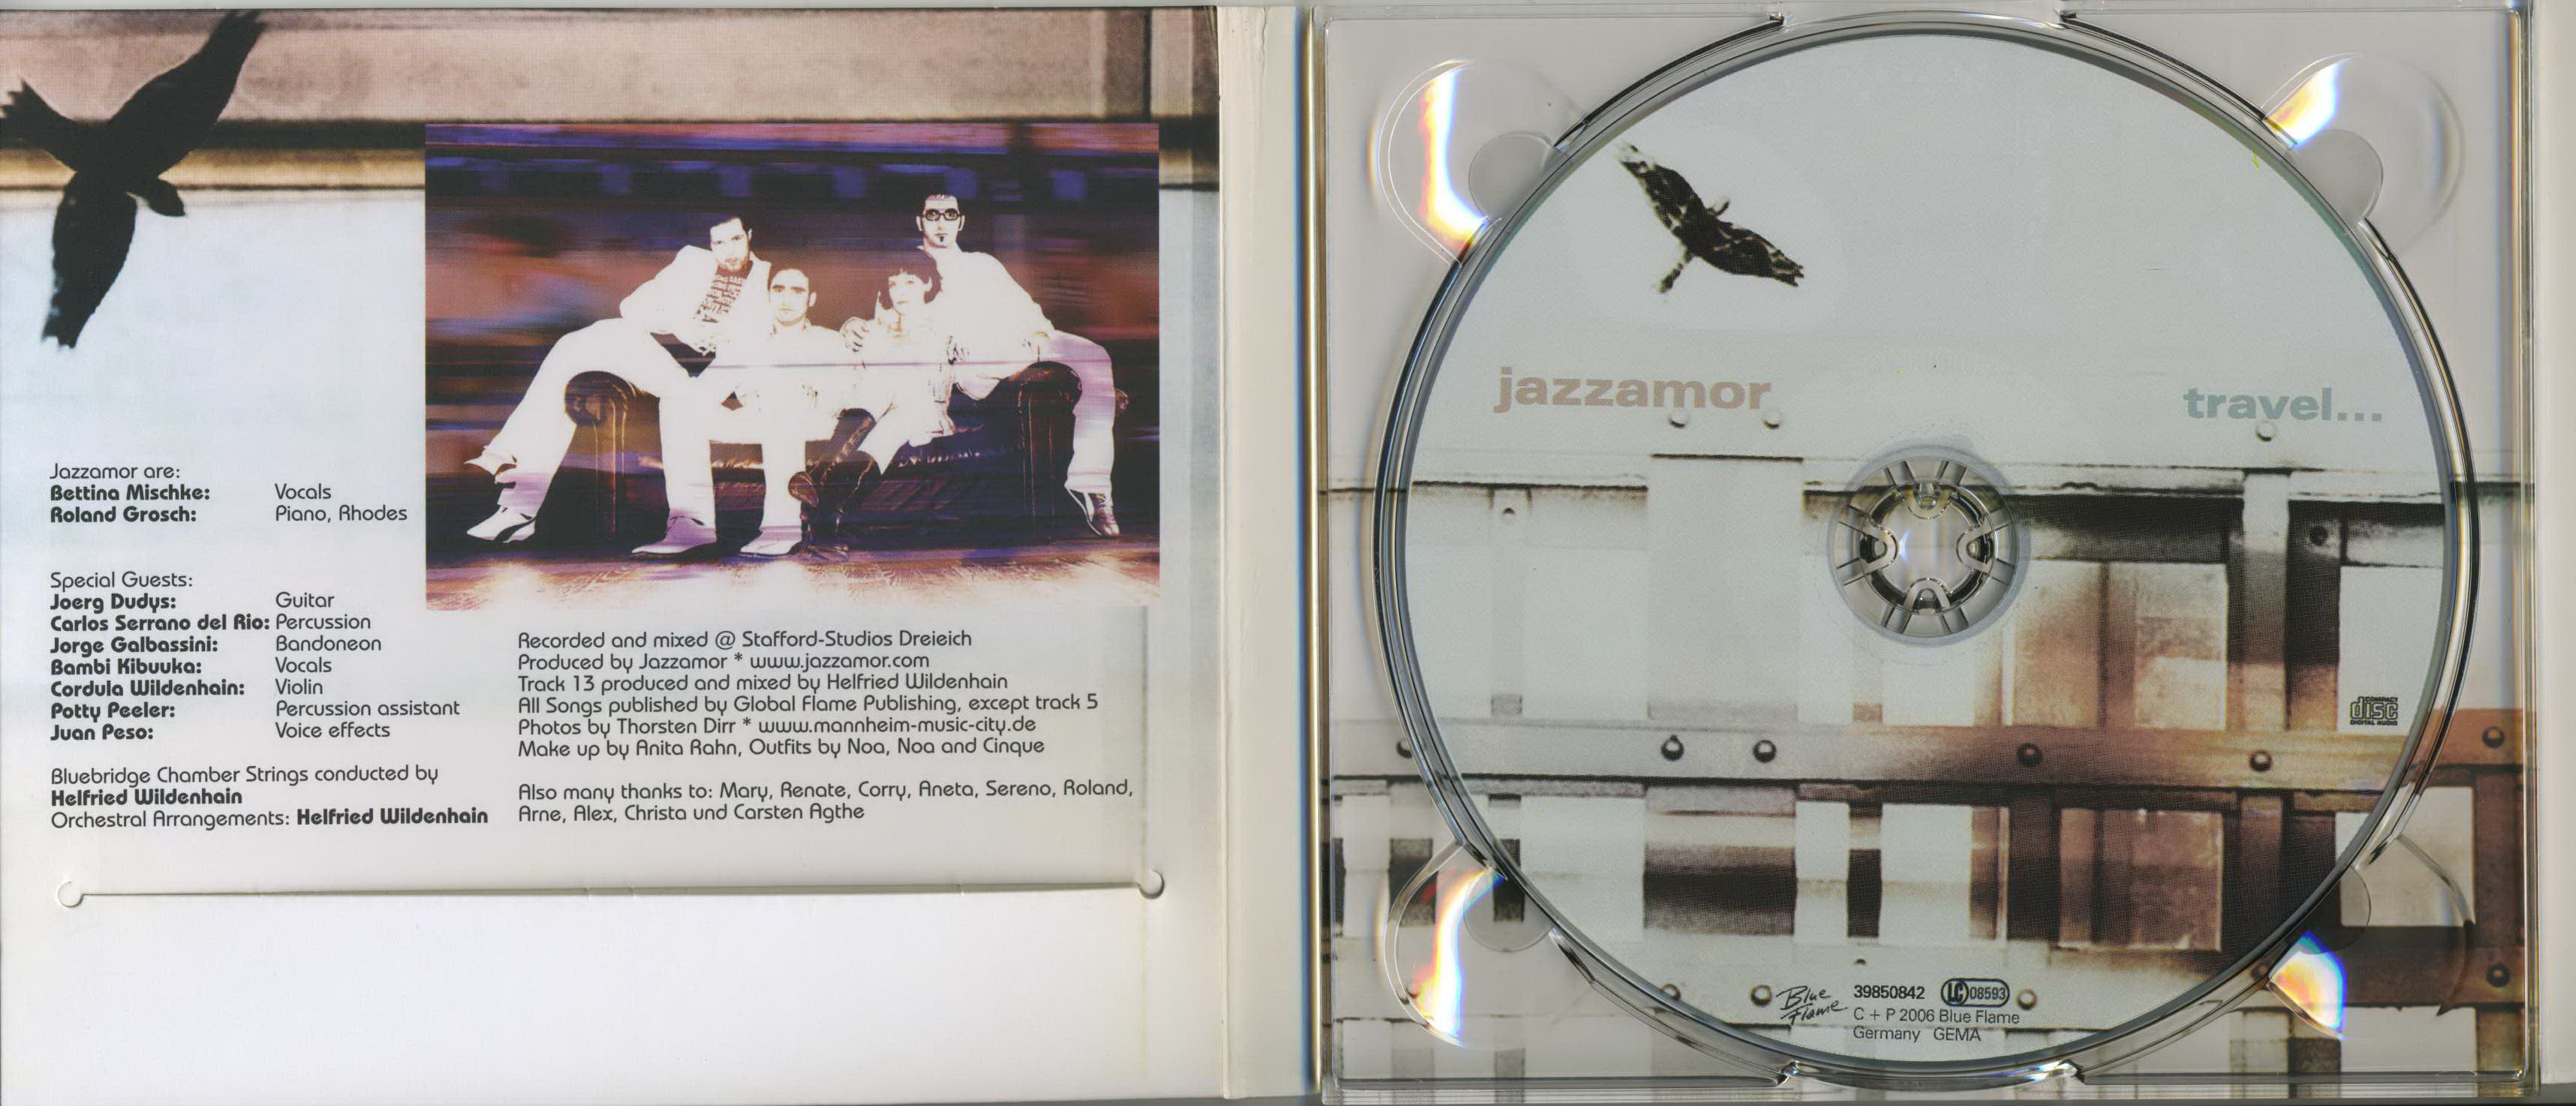 Jazzamor are:
Bettina Mischke: Vocals
Roland Grosch: Piano, Rhodes
Special Guests:
Joerg Dudys: Guitar
Carlos Serrano del Rio: Percussion
Jorge Galbassini: Bandoneon
Bambi Kibuuka: Vocals
Cordula Wildenhain: Violin
Potty Peeler: Percussion assistant
Juan Peso: Voice effects
Bluebridge Chamber Strings conducted by
Helfried Wildenhain
Orchestral Arrangements: Helfried Wildenhain
Recorded and mixed @ Stafford-Studios Dreieich
Produced by Jazzamor * www.jazzamor.com
Track 13 produced and mixed by Helfried Wildenhain
All Songs published by Global Flame Publishing, except track 5
Photos by Thorsten Dirr * www.mannheim-music-city.de
Make up by Anita Rahn, Outfits by Noa, Noa and Cinque
Also many thanks to: Mary, Renate, Corry, Aneta, Sereno, Roland,
Arne, Alex, Christa und Carsten Agthe
jazzamor
travel...
COMPACT
disc
DIGITAL AUDIO
Blue
Flame
39850842 LC 08593
C + P 2006 Blue Flame
Germany GEMA